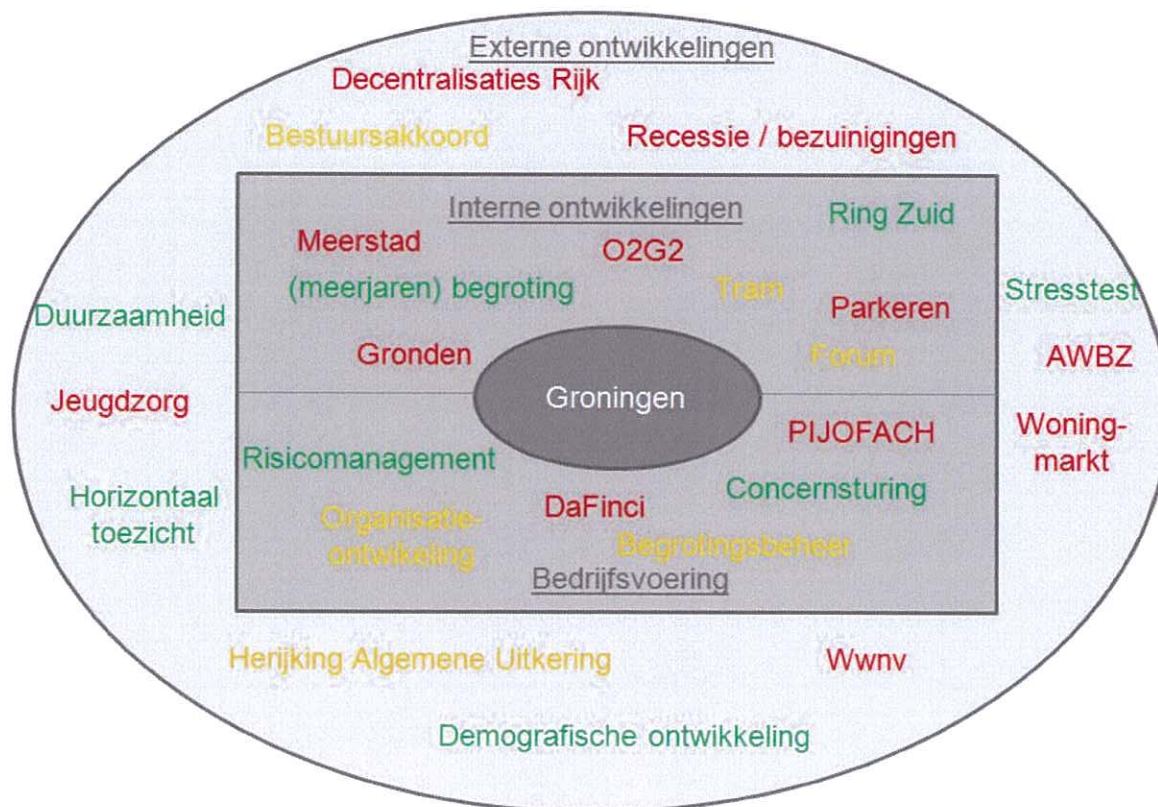 Externe ontwikkelingen
Decentralisaties Rijk
Bestuursakkoord
Recessie / bezuinigingen
Interne ontwikkelingen
Ring Zuid
Meerstad
O2G2
(meerjaren) begroting
Tram
Stresstest
Duurzaamheid
Parkeren
Gronden
Forum
AWBZ
Jeugdzorg
Groningen
PIJOFACH
Woning-
markt
Risicomanagement
Horizontaal
toezicht
Concernsturing
DaFinci
Organisatie-
ontwikeling
Begrotingsbeheer
Bedrijfsvoering
Herijking Algemene Uitkering
Wwnv
Demografische ontwikkeling